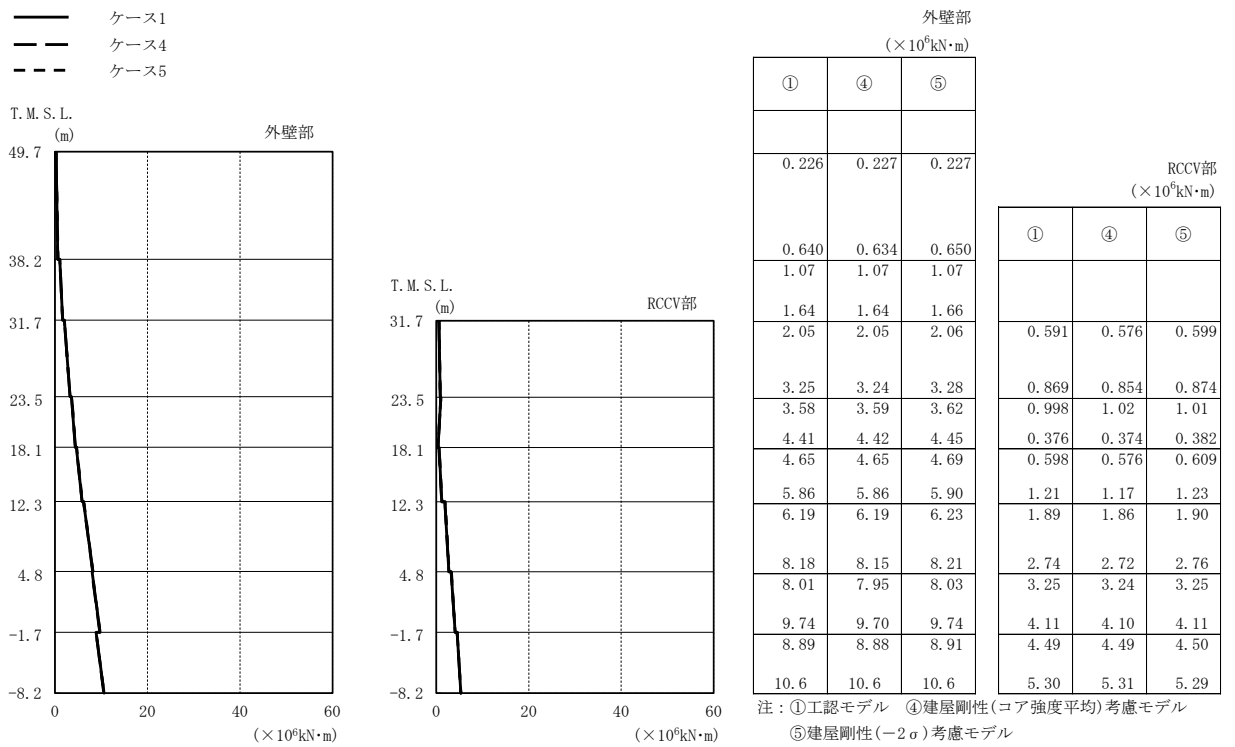 ケース1
ケース4
ケース5
T.M.S.L.
(m)
外壁部
49.7
38.2
31.7
23.5
18.1
12.3
4.8
-1.7
-8.2
0 20 40 60
(×10⁶kN・m)
T.M.S.L.
(m)
RCCV部
31.7
23.5
18.1
12.3
4.8
-1.7
-8.2
0 20 40 60
(×10⁶kN・m)
外壁部
(×10⁶kN・m)
① ④ ⑤
0.226 0.227 0.227
0.640 0.634 0.650
1.07 1.07 1.07
1.64 1.64 1.66
2.05 2.05 2.06
3.25 3.24 3.28
3.58 3.59 3.62
4.41 4.42 4.45
4.65 4.65 4.69
5.86 5.86 5.90
6.19 6.19 6.23
8.18 8.15 8.21
8.01 7.95 8.03
9.74 9.70 9.74
8.89 8.88 8.91
10.6 10.6 10.6
RCCV部
(×10⁶kN・m)
① ④ ⑤
0.591 0.576 0.599
0.869 0.854 0.874
0.998 1.02 1.01
0.376 0.374 0.382
0.598 0.576 0.609
1.21 1.17 1.23
1.89 1.86 1.90
2.74 2.72 2.76
3.25 3.24 3.25
4.11 4.10 4.11
4.49 4.49 4.50
5.30 5.31 5.29
注：①工認モデル ④建屋剛性(コア強度平均)考慮モデル
⑤建屋剛性(－2σ)考慮モデル